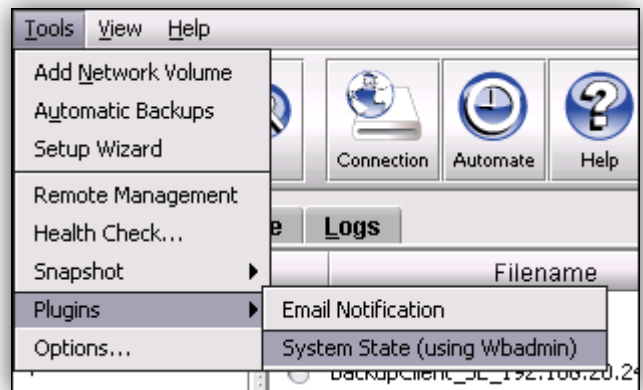 Tools View Help
Add Network Volume
Automatic Backups
Setup Wizard
Remote Management
Health Check...
Snapshot
Plugins
Options...
Connection Automate Help
Logs
Filename
Email Notification
System State (using Wbadmin)